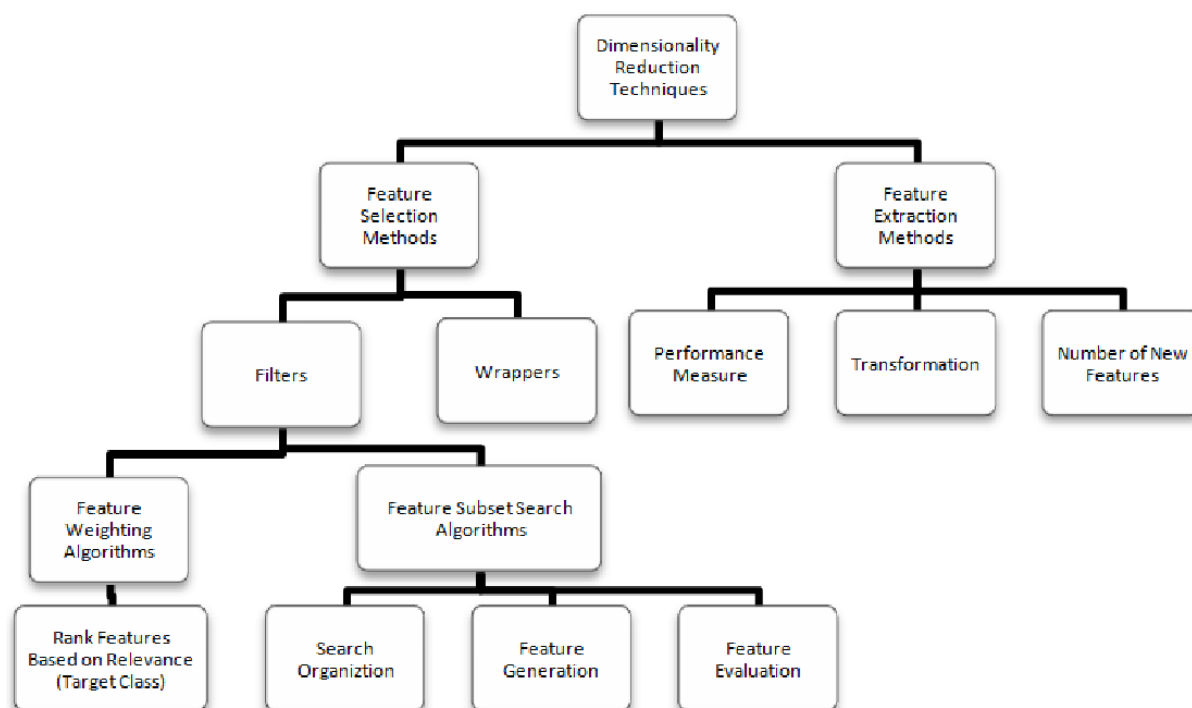 Dimensionality
Reduction
Techniques
Feature
Selection
Methods
Feature
Extraction
Methods
Filters
Wrappers
Performance
Measure
Transformation
Number of New
Features
Feature
Weighting
Algorithms
Feature Subset Search
Algorithms
Rank Features
Based on Relevance
(Target Class)
Search
Organiztion
Feature
Generation
Feature
Evaluation